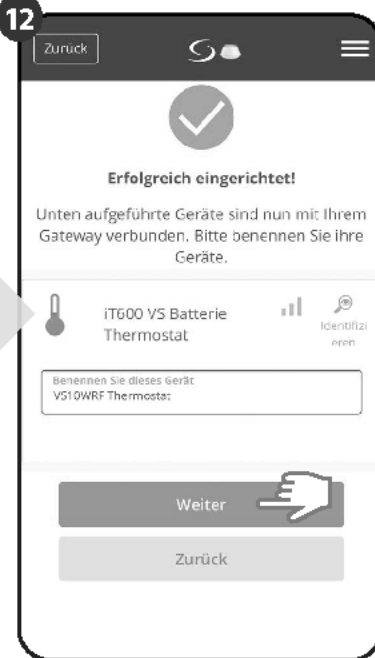 12
Zurück
Erfolgreich eingerichtet!
Unten aufgeführte Geräte sind nun mit Ihrem
Gateway verbunden. Bitte benennen Sie ihre
Geräte.
iT600 VS Batterie
Thermostat
Identifizi
eren
Benennen Sie dieses Gerät
VS10WRF Thermostat
Weiter
Zurück